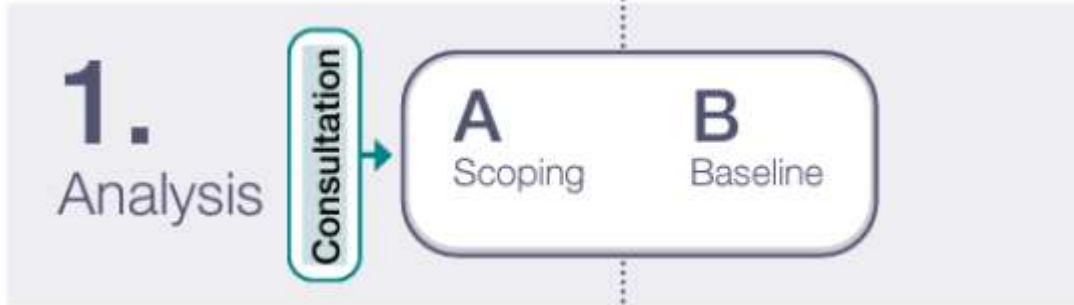 1.
Analysis
Consultation
A
Scoping
B
Baseline